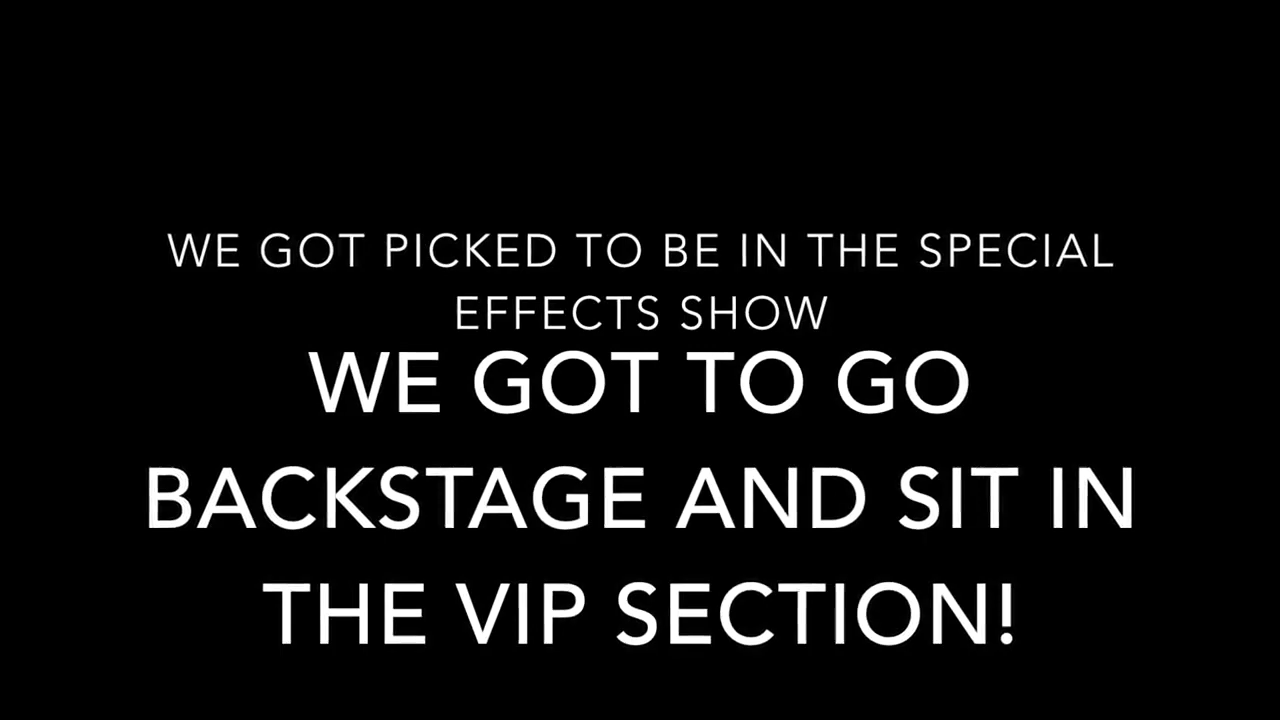 WE GOT PICKED TO BE IN THE SPECIAL
EFFECTS SHOW
WE GOT TO GO
BACKSTAGE AND SIT IN
THE VIP SECTION!